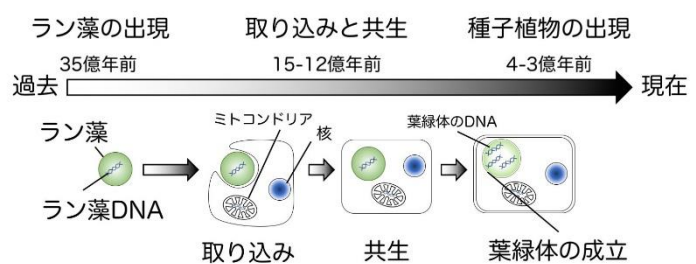 ラン藻の出現
取り込みと共生
種子植物の出現
35億年前
15-12億年前
4-3億年前
過去
現在
ラン藻
ラン藻DNA
ミトコンドリア
核
葉緑体のDNA
取り込み
共生
葉緑体の成立